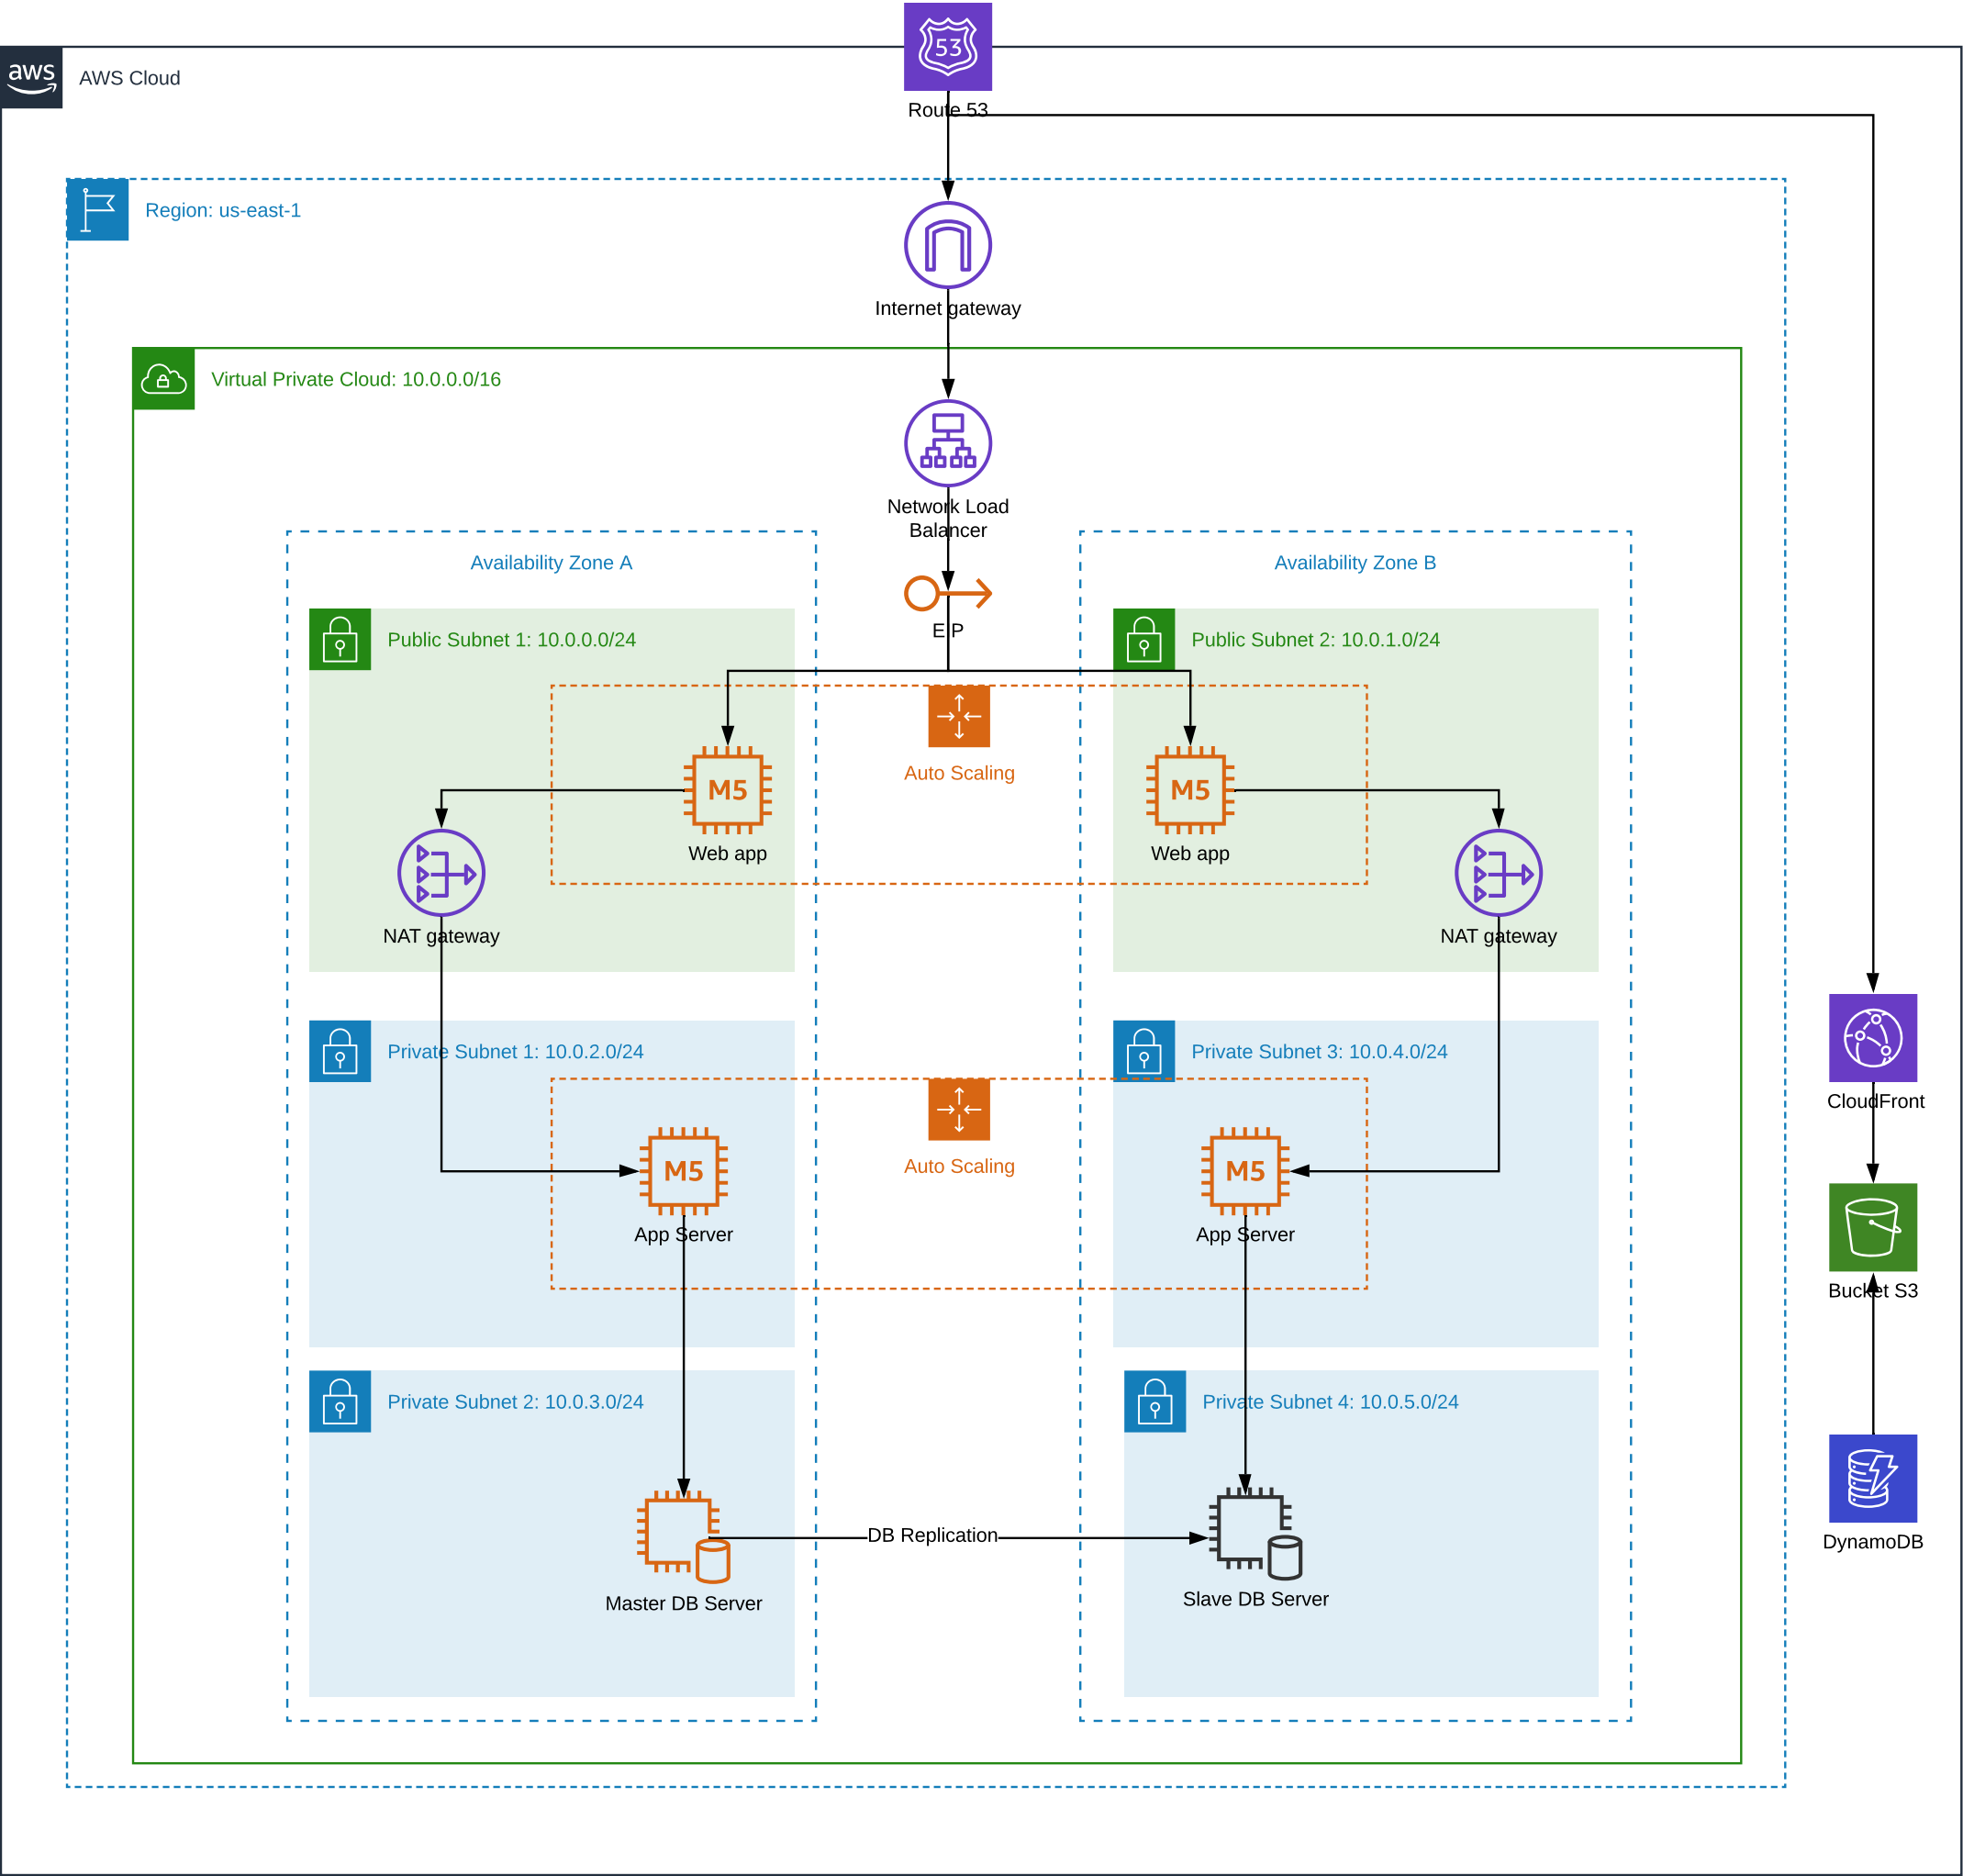 53
Route 53
aws
AWS Cloud
Region: us-east-1
Internet gateway
Virtual Private Cloud: 10.0.0.0/16
Network Load
Balancer
Availability Zone A
Availability Zone B
EIP
Public Subnet 1: 10.0.0.0/24
Public Subnet 2: 10.0.1.0/24
Auto Scaling
M5
M5
Web app
Web app
NAT gateway
NAT gateway
Private Subnet 1: 10.0.2.0/24
Private Subnet 3: 10.0.4.0/24
CloudFront
Auto Scaling
M5
M5
App Server
App Server
Bucket S3
Private Subnet 2: 10.0.3.0/24
Private Subnet 4: 10.0.5.0/24
DB Replication
DynamoDB
Master DB Server
Slave DB Server